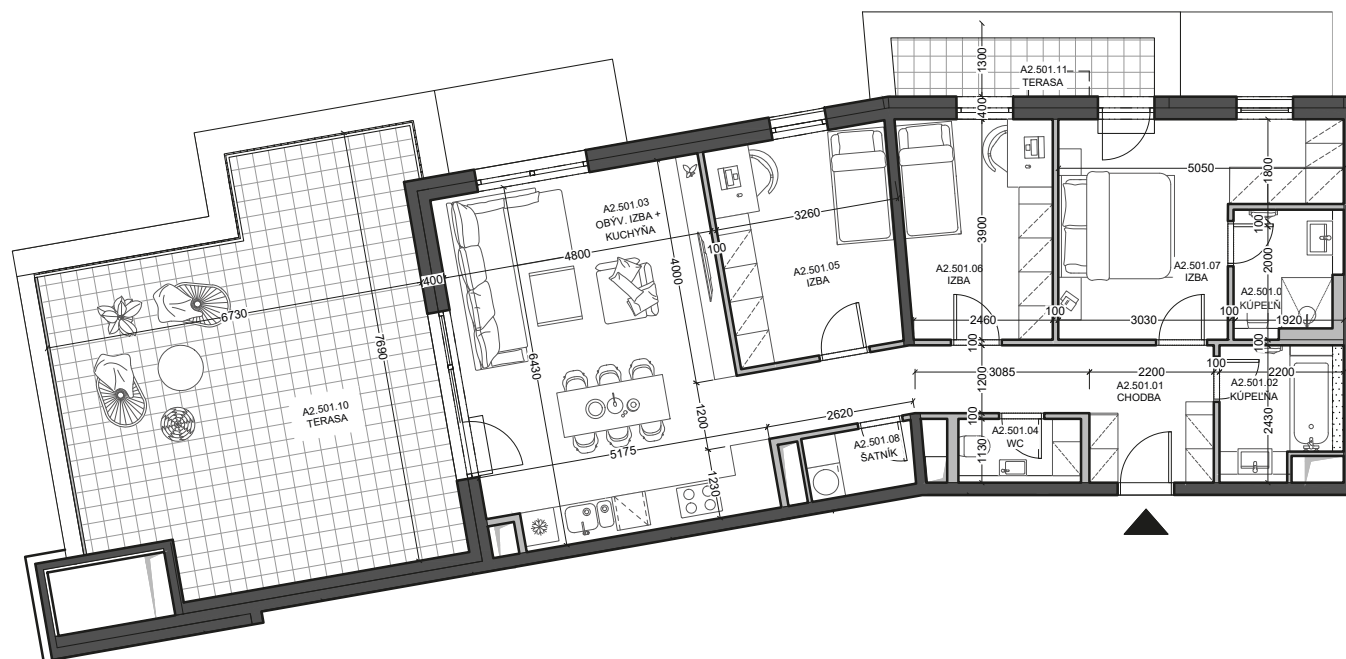 1300
A2.501.11
TERASA
400
5050
1800
A2.501.03
OBÝV. IZBA +
KUCHYŇA
4800
400
4000
100
3260
A2.501.05
IZBA
3900
A2.501.06
IZBA
A2.501.07
IZBA
100
2000
A2.501.0
KÚPEĽŇ
6730
7690
6430
2460
100
3030
100
1920
100
100
A2.501.10
TERASA
3085
1200
2200
A2.501.01
CHODBA
100
A2.501.02
KÚPEĽŇA
2200
2430
1200
2620
5175
1230
A2.501.08
ŠATNÍK
100
A2.501.04
WC
1130